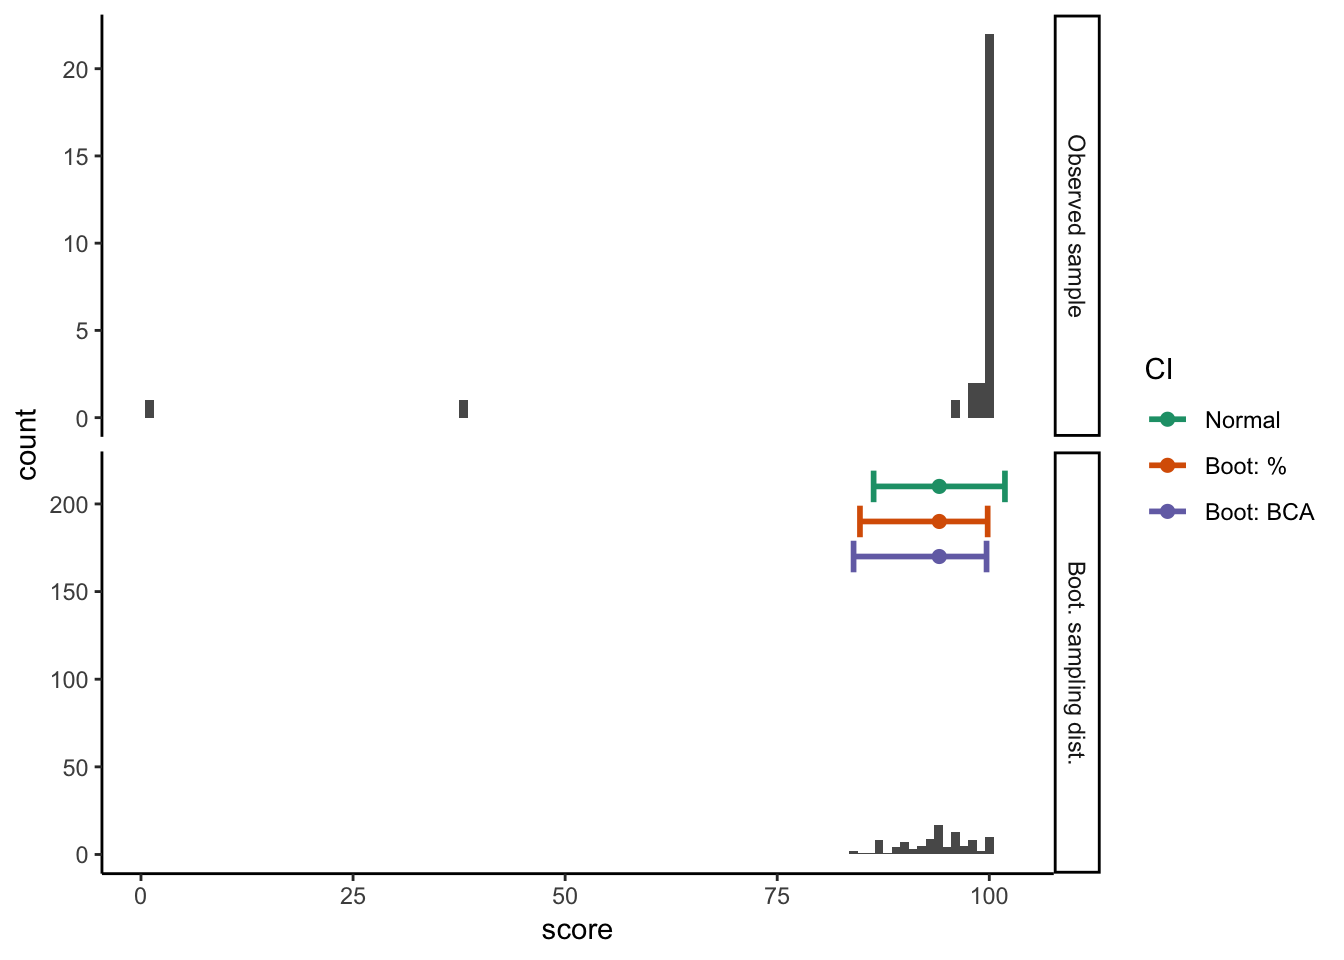 20
15
10
5
0
Observed sample
count
200
150
100
50
0
Boot. sampling dist.
0 25 50 75 100
score
CI
Normal
Boot: %
Boot: BCA